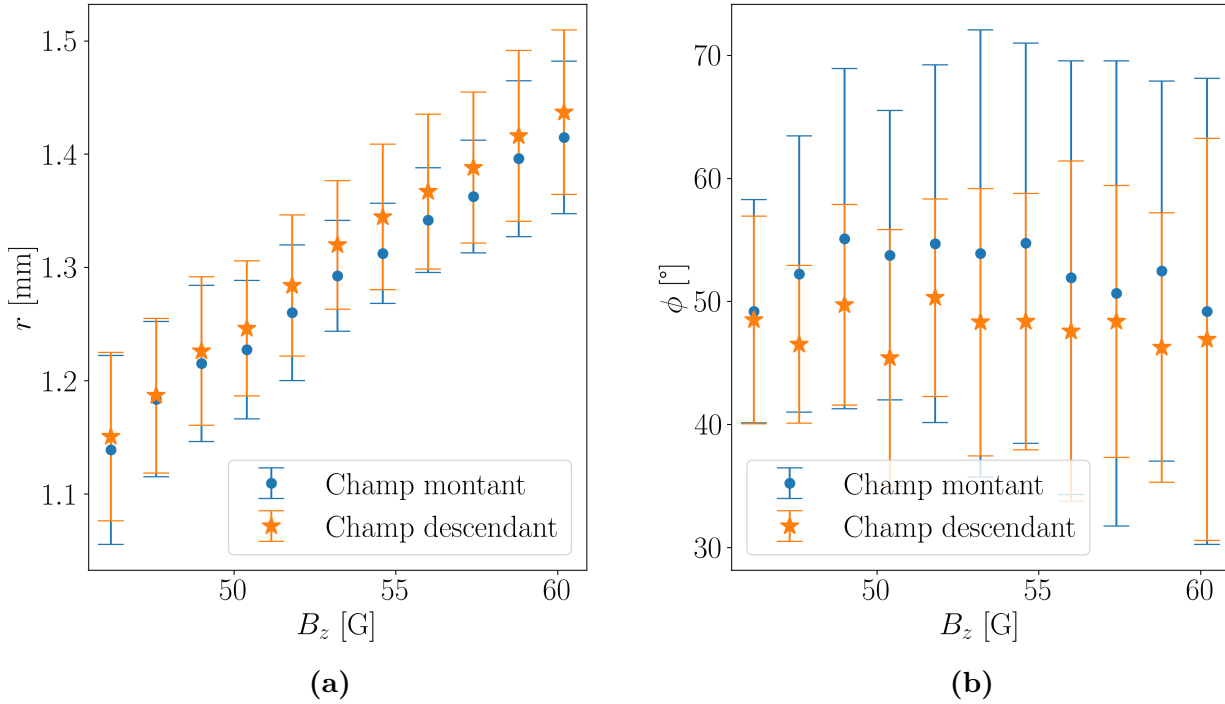 1.5
1.4
1.3
1.2
1.1
r [mm]
50
55
60
B_z [G]
Champ montant
Champ descendant
(a)
70
60
50
40
30
ϕ [°]
50
55
60
B_z [G]
Champ montant
Champ descendant
(b)